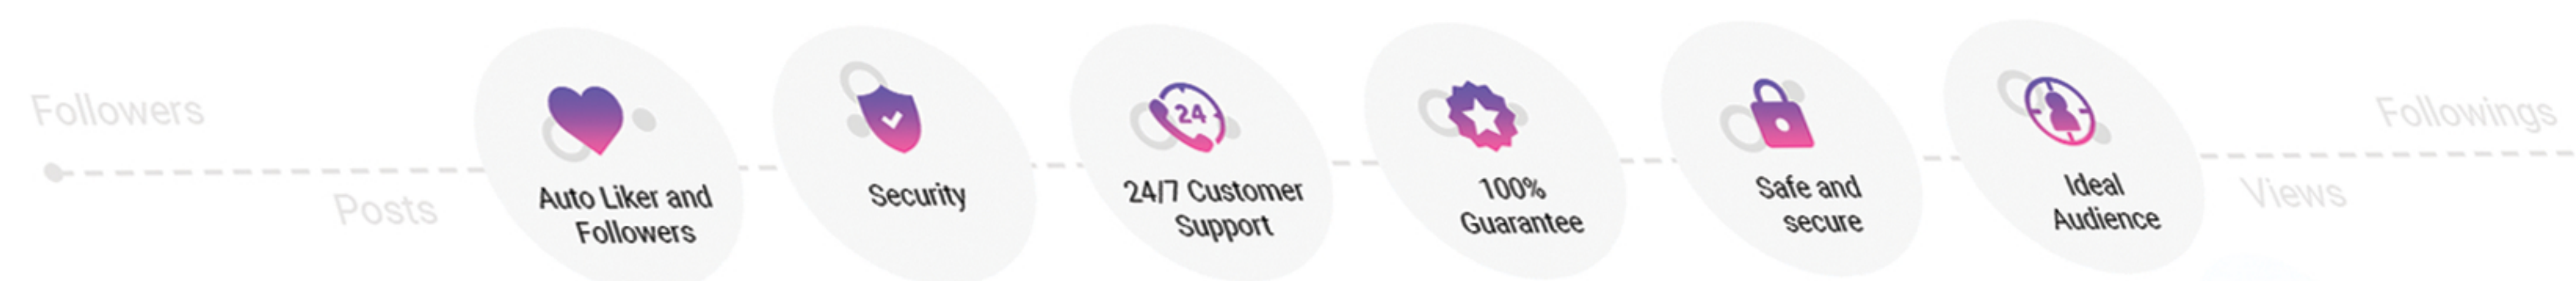 Followers
Posts
Auto Liker and
Followers
Security
24
24/7 Customer
Support
100%
Guarantee
Safe and
secure
Ideal
Audience
Followings
Views